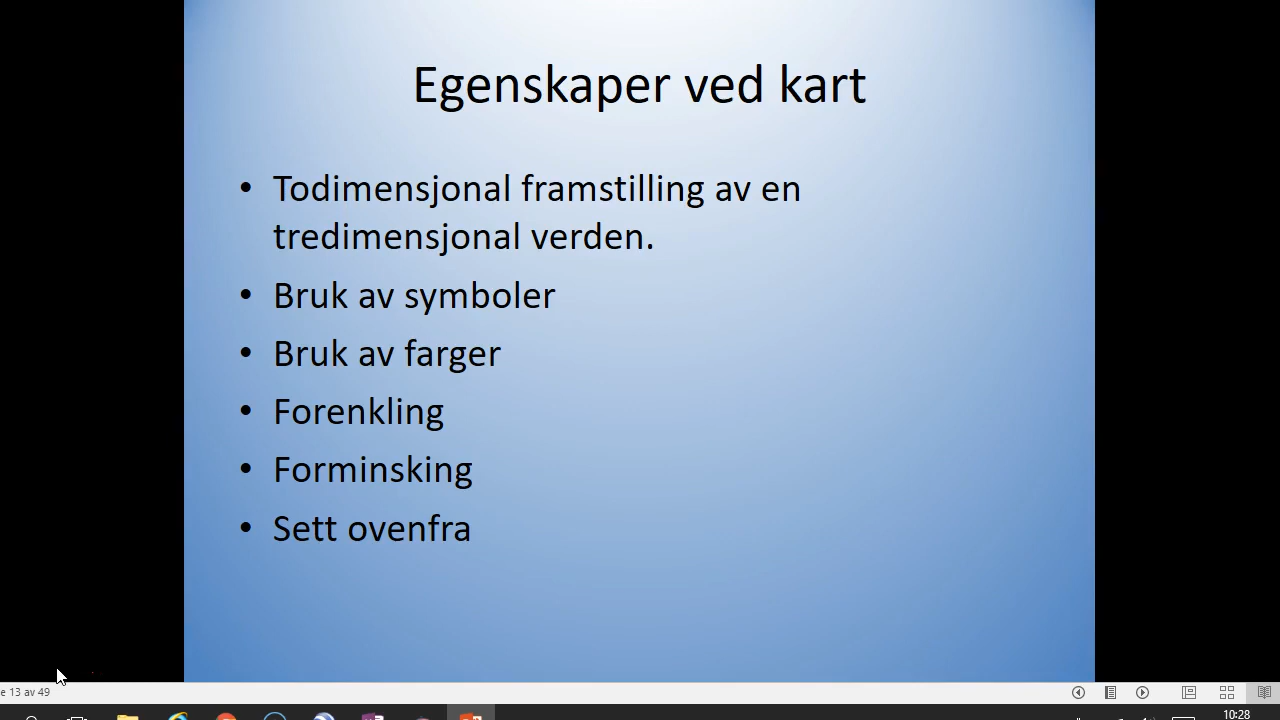 Egenskaper ved kart
• Todimensjonal framstilling av en
tredimensjonal verden.
• Bruk av symboler
• Bruk av farger
• Forenkling
• Forminsking
• Sett ovenfra
e 13 av 49
10:28